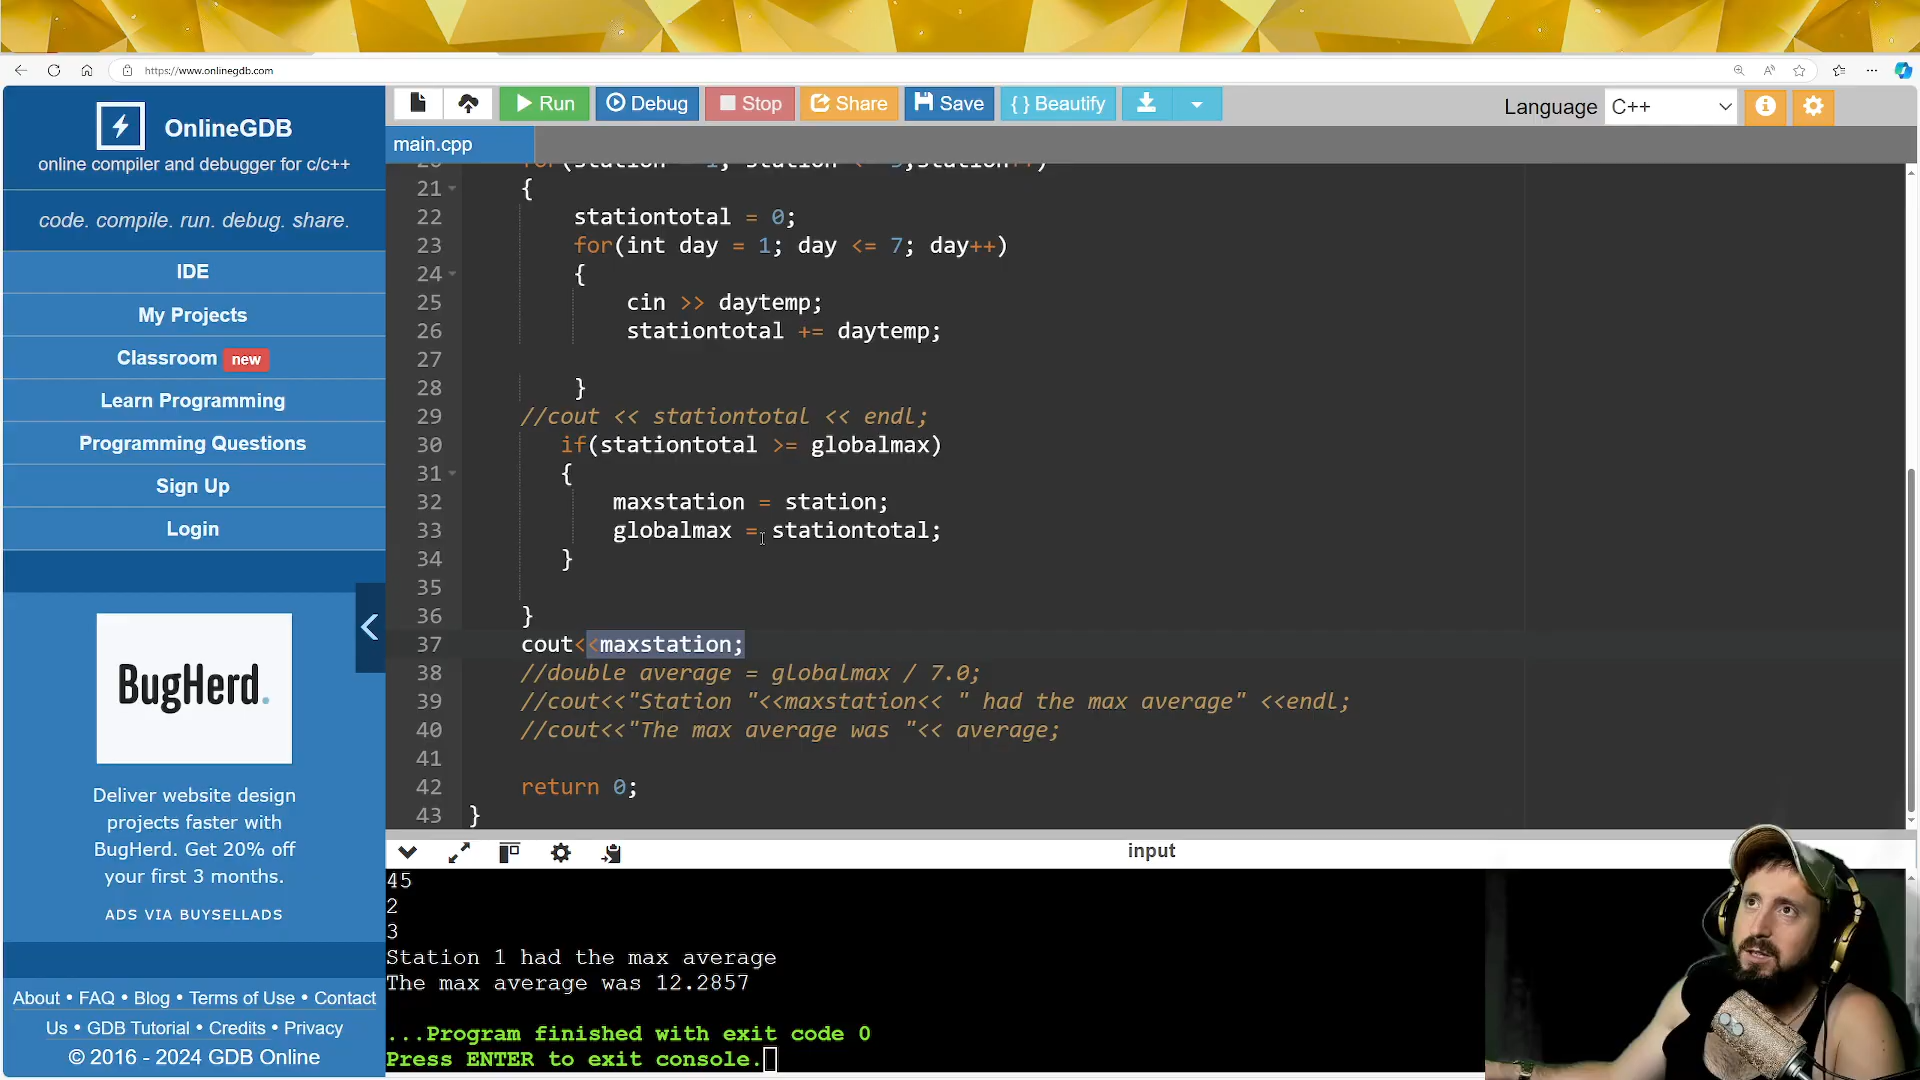 https://www.onlinegdb.com
OnlineGDB
online compiler and debugger for c/c++
code. compile. run. debug. share.
IDE
My Projects
Classroom new
Learn Programming
Programming Questions
Sign Up
Login
BugHerd.
Deliver website design
projects faster with
BugHerd. Get 20% off
your first 3 months.
ADS VIA BUYSELLADS
About • FAQ • Blog • Terms of Use • Contact
Us • GDB Tutorial • Credits • Privacy
© 2016 - 2024 GDB Online
Run Debug Stop Share Save { } Beautify Language C++
main.cpp
21 {
22 stationtotal = 0;
23 for(int day = 1; day <= 7; day++)
24 {
25 cin >> daytemp;
26 stationtotal += daytemp;
27
28 }
29 //cout << stationtotal << endl;
30 if(stationtotal >= globalmax)
31 {
32 maxstation = station;
33 globalmax = stationtotal;
34 }
35
36 }
37 cout<<maxstation;
38 //double average = globalmax / 7.0;
39 //cout<<"Station "<<maxstation<< " had the max average" <<endl;
40 //cout<<"The max average was "<< average;
41
42 return 0;
43 }
input
45
2
3
Station 1 had the max average
The max average was 12.2857
...Program finished with exit code 0
Press ENTER to exit console.